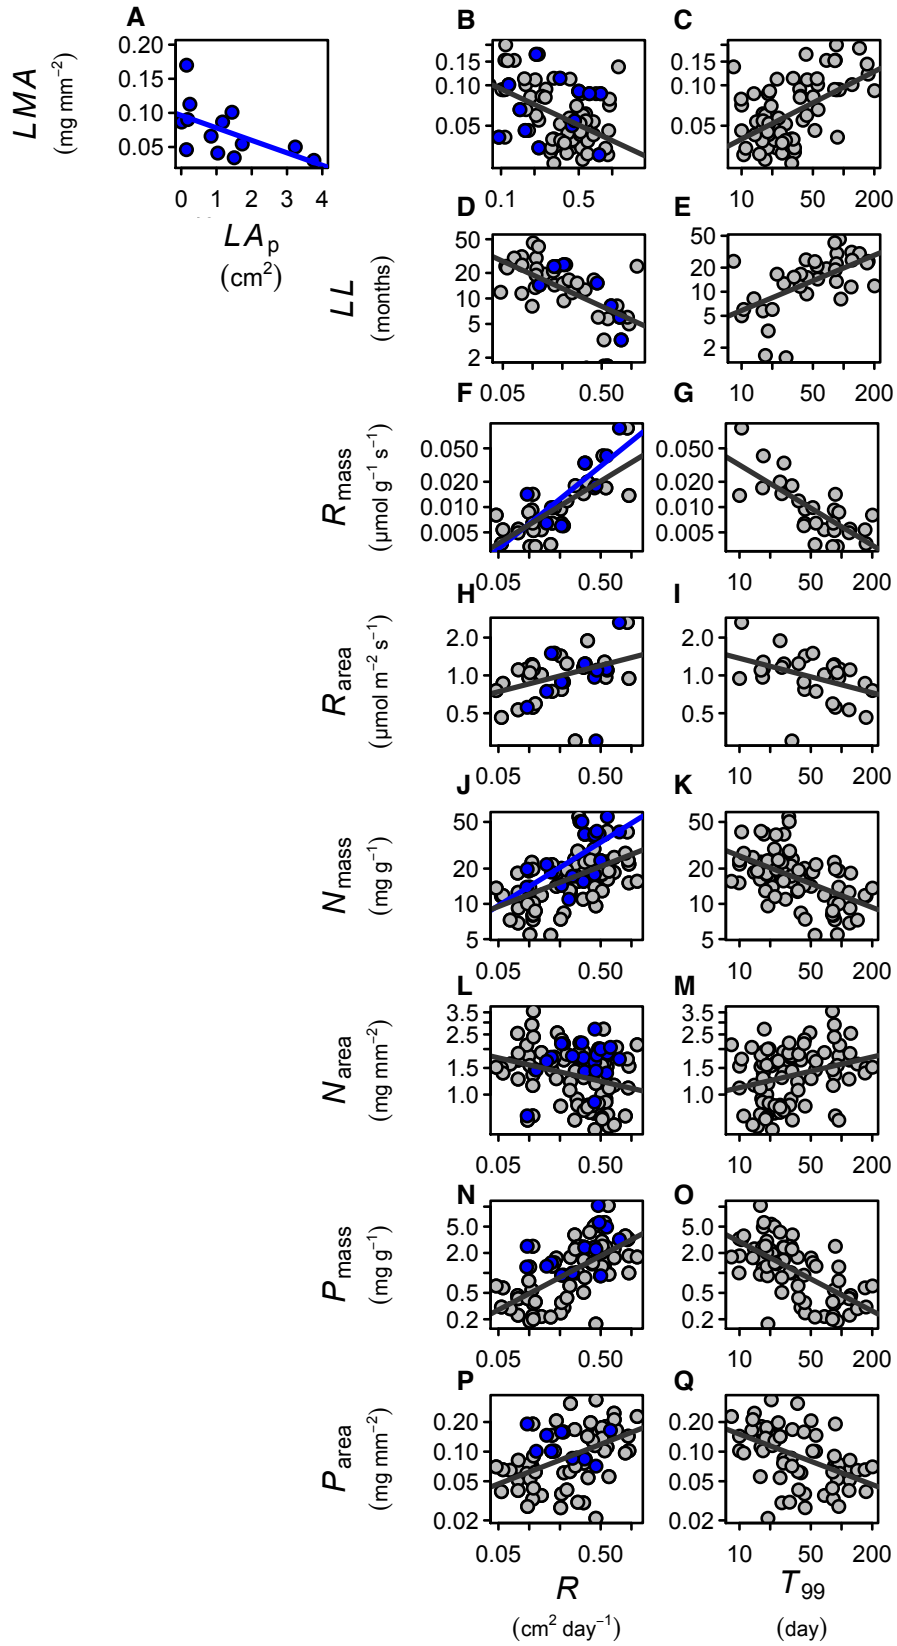 A
B
C
LMA
(mg mm−2)
0.20
0.15
0.10
0.05
0 1 2 3 4
LAp
(cm2)
0.15
0.10
0.05
0.1 0.5
0.15
0.10
0.05
10 50 200
D
E
LL
(months)
50
20
10
5
2
0.05 0.50
50
20
10
5
2
10 50 200
F
G
Rmass
(μmol g−1 s−1)
0.050
0.020
0.010
0.005
0.05 0.50
0.050
0.020
0.010
0.005
10 50 200
H
I
Rarea
(μmol m−2 s−1)
2.0
1.0
0.5
0.05 0.50
2.0
1.0
0.5
10 50 200
J
K
Nmass
(mg g−1)
50
20
10
5
0.05 0.50
50
20
10
5
10 50 200
L
M
Narea
(mg mm−2)
3.5
2.5
1.5
1.0
0.05 0.50
3.5
2.5
1.5
1.0
10 50 200
N
O
Pmass
(mg g−1)
5.0
2.0
0.5
0.2
0.05 0.50
5.0
2.0
0.5
0.2
10 50 200
P
Q
Parea
(mg mm−2)
0.20
0.10
0.05
0.02
0.05 0.50
0.20
0.10
0.05
0.02
10 50 200
R
(cm2 day−1)
T99
(day)